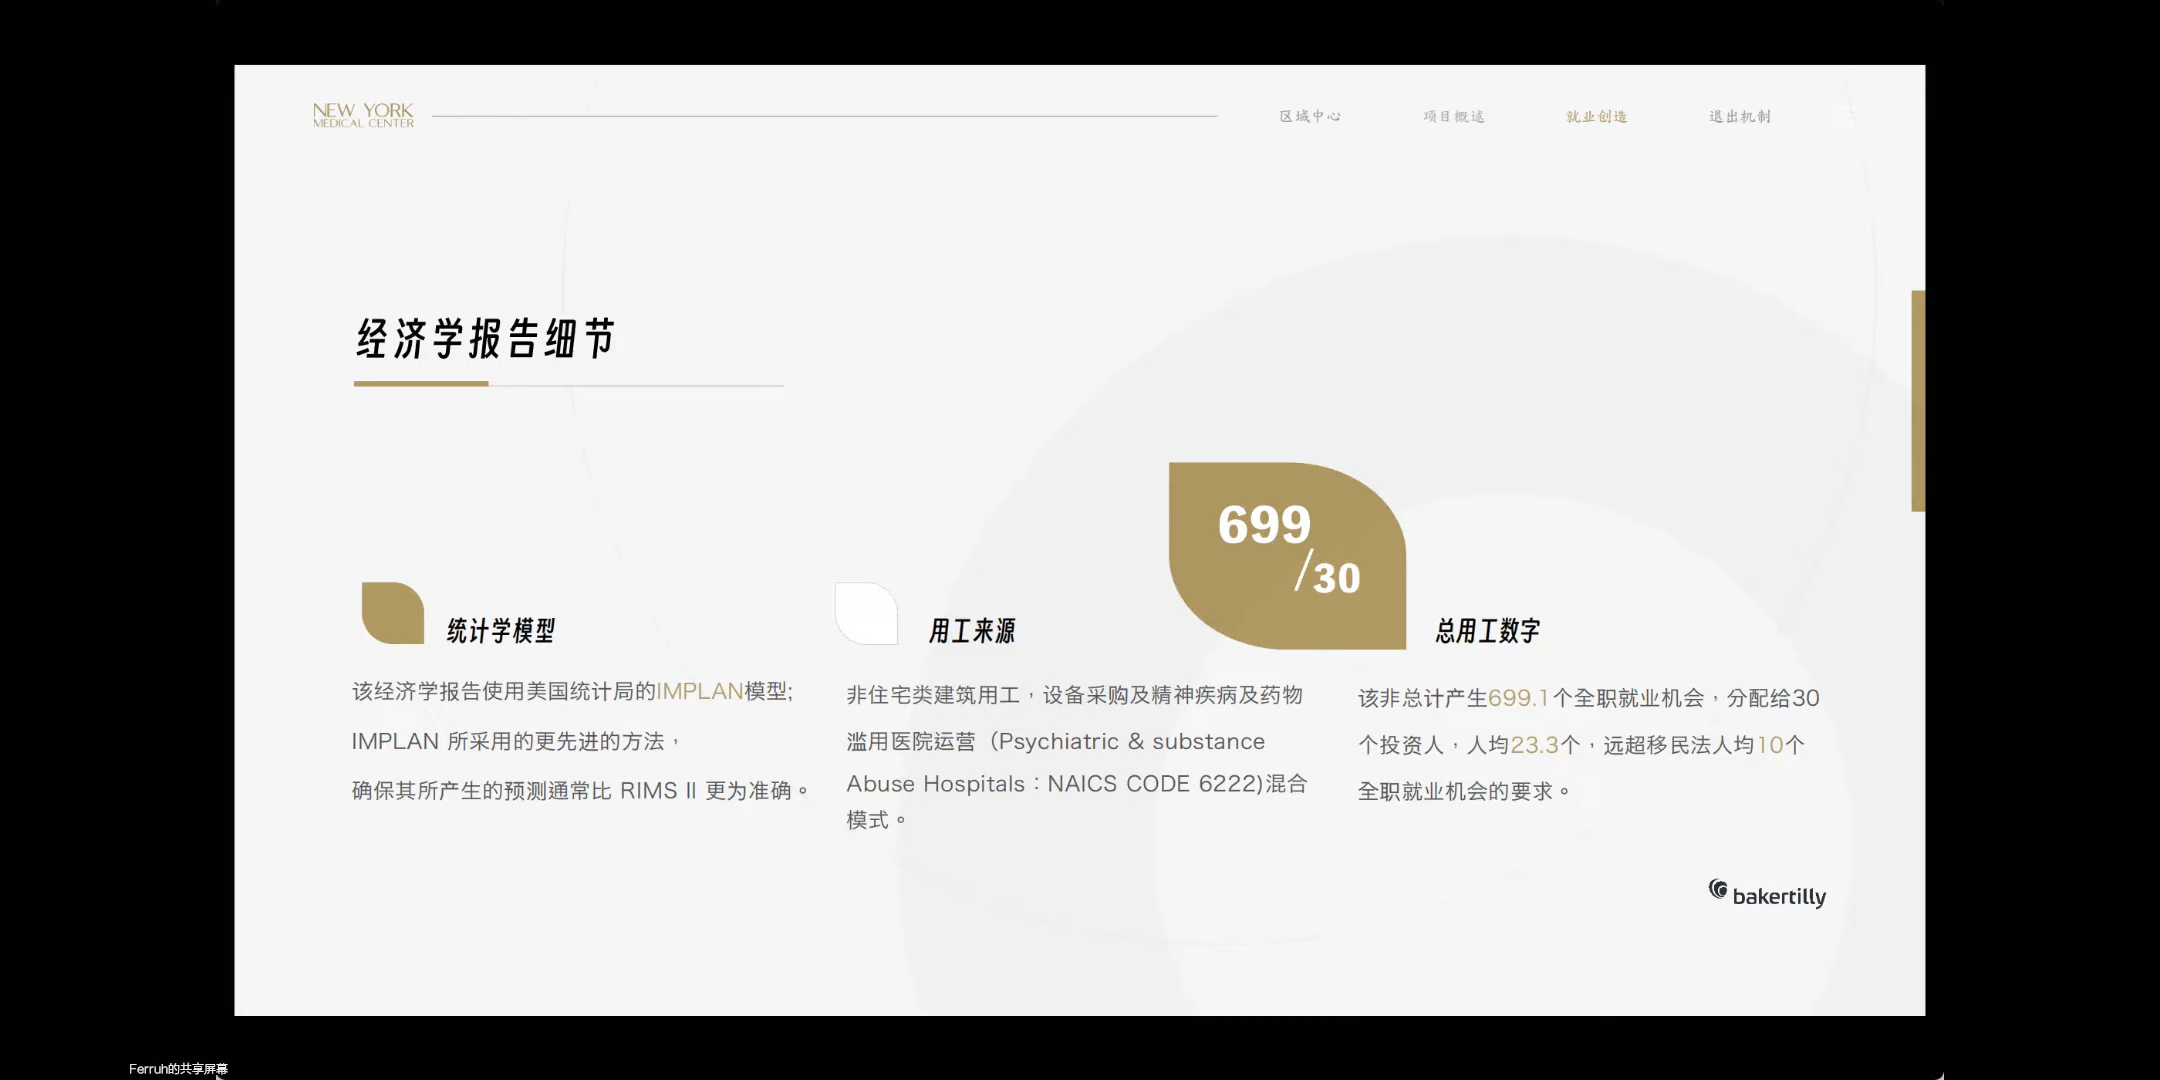 NEW YORK
MEDICAL CENTER
区域中心
项目概述
就业创造
退出机制
经济学报告细节
699
/30
统计学模型
该经济学报告使用美国统计局的IMPLAN模型;
IMPLAN 所采用的更先进的方法，
确保其所产生的预测通常比 RIMS II 更为准确。
用工来源
非住宅类建筑用工，设备采购及精神疾病及药物
滥用医院运营（Psychiatric & substance
Abuse Hospitals：NAICS CODE 6222)混合
模式。
总用工数字
该非总计产生699.1个全职就业机会，分配给30
个投资人，人均23.3个，远超移民法人均10个
全职就业机会的要求。
bakertilly
Ferruh的共享屏幕